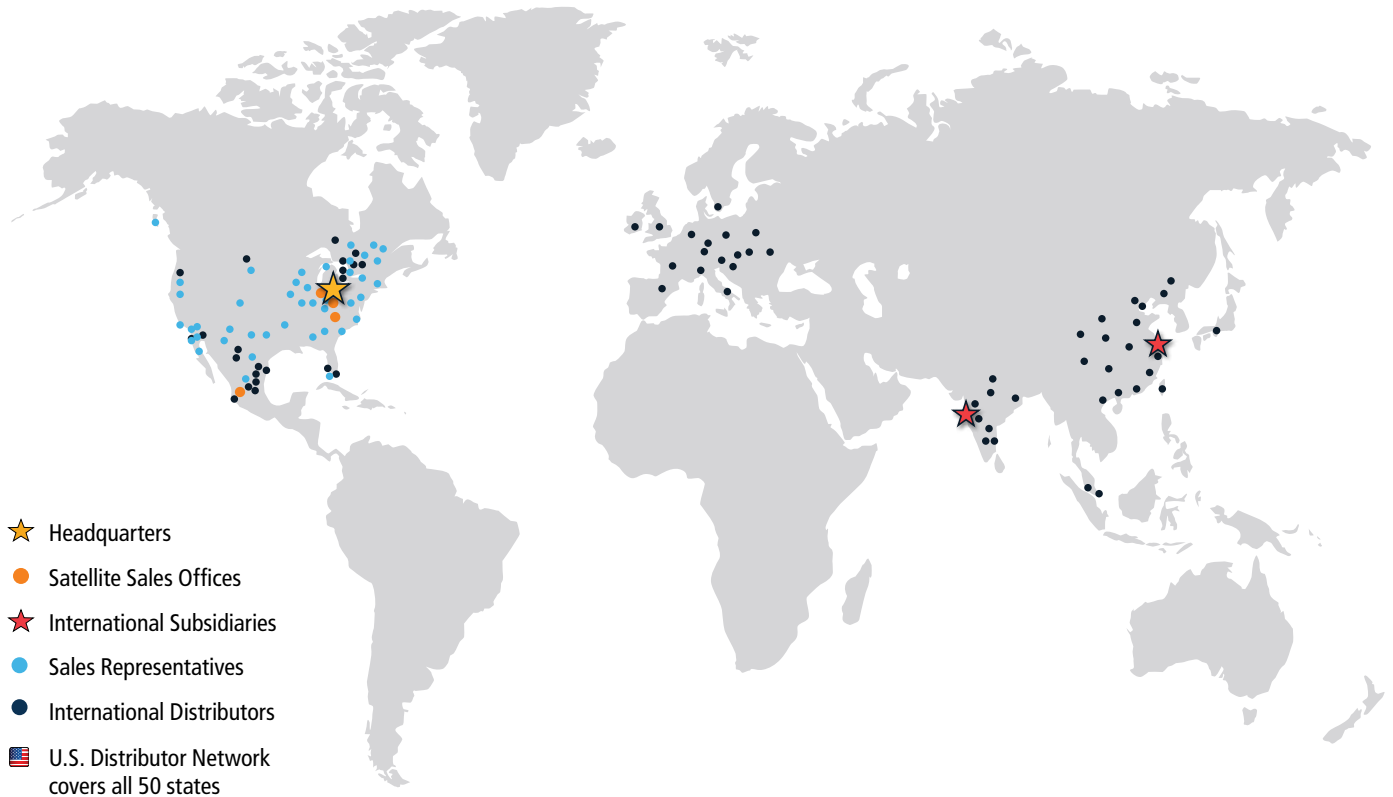 Headquarters
Satellite Sales Offices
International Subsidiaries
Sales Representatives
International Distributors
U.S. Distributor Network
covers all 50 states